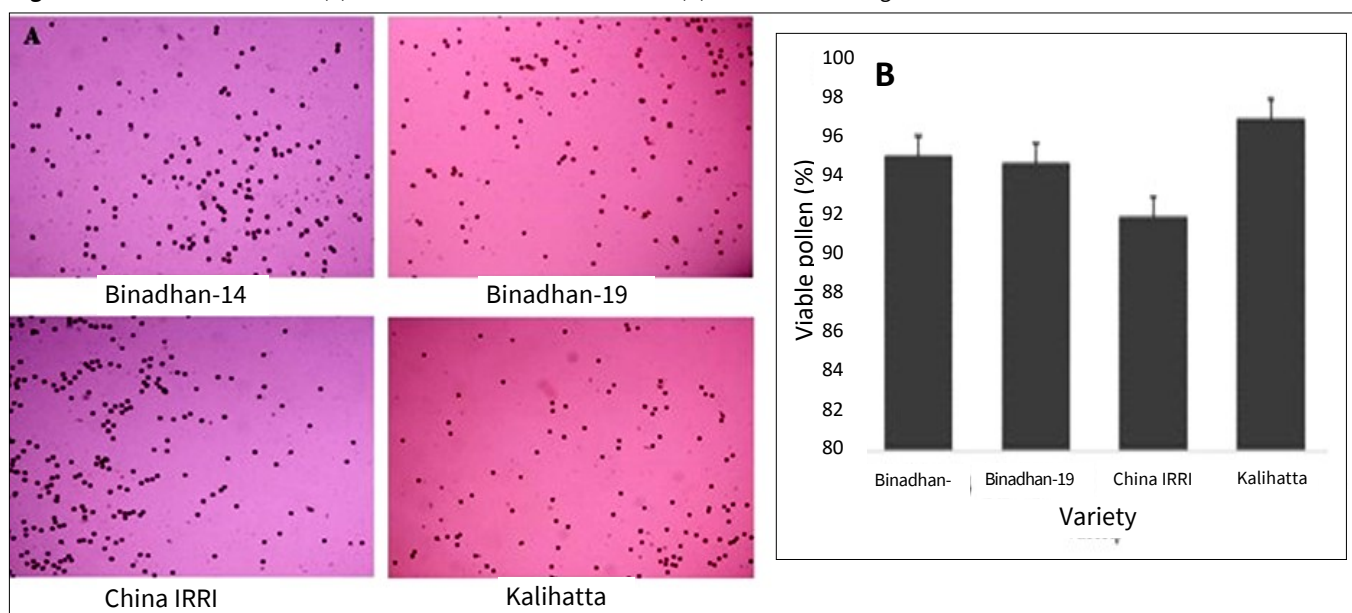 A
Binadhan-14
Binadhan-19
China IRRI
Kalihatta
B
Viable pollen (%)
100
98
96
94
92
90
88
86
84
82
80
Binadhan-
Binadhan-19
China IRRI
Kalihatta
Variety